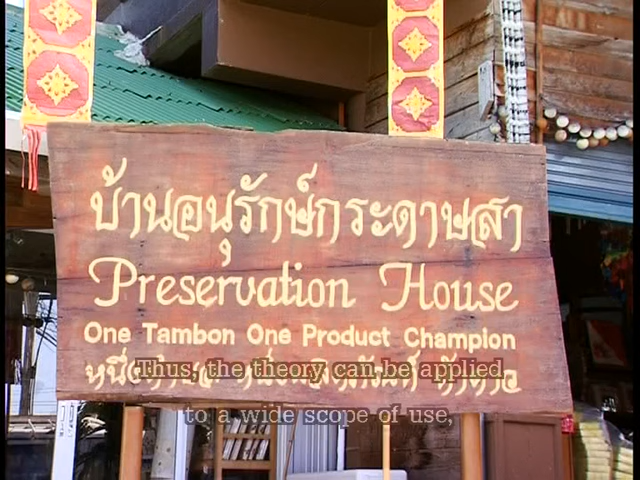 บ้านอนุรักษ์กระดาษสา
Preservation House
One Tambon One Product Champion
Thus, the theory can be applied
to a wide scope of use,